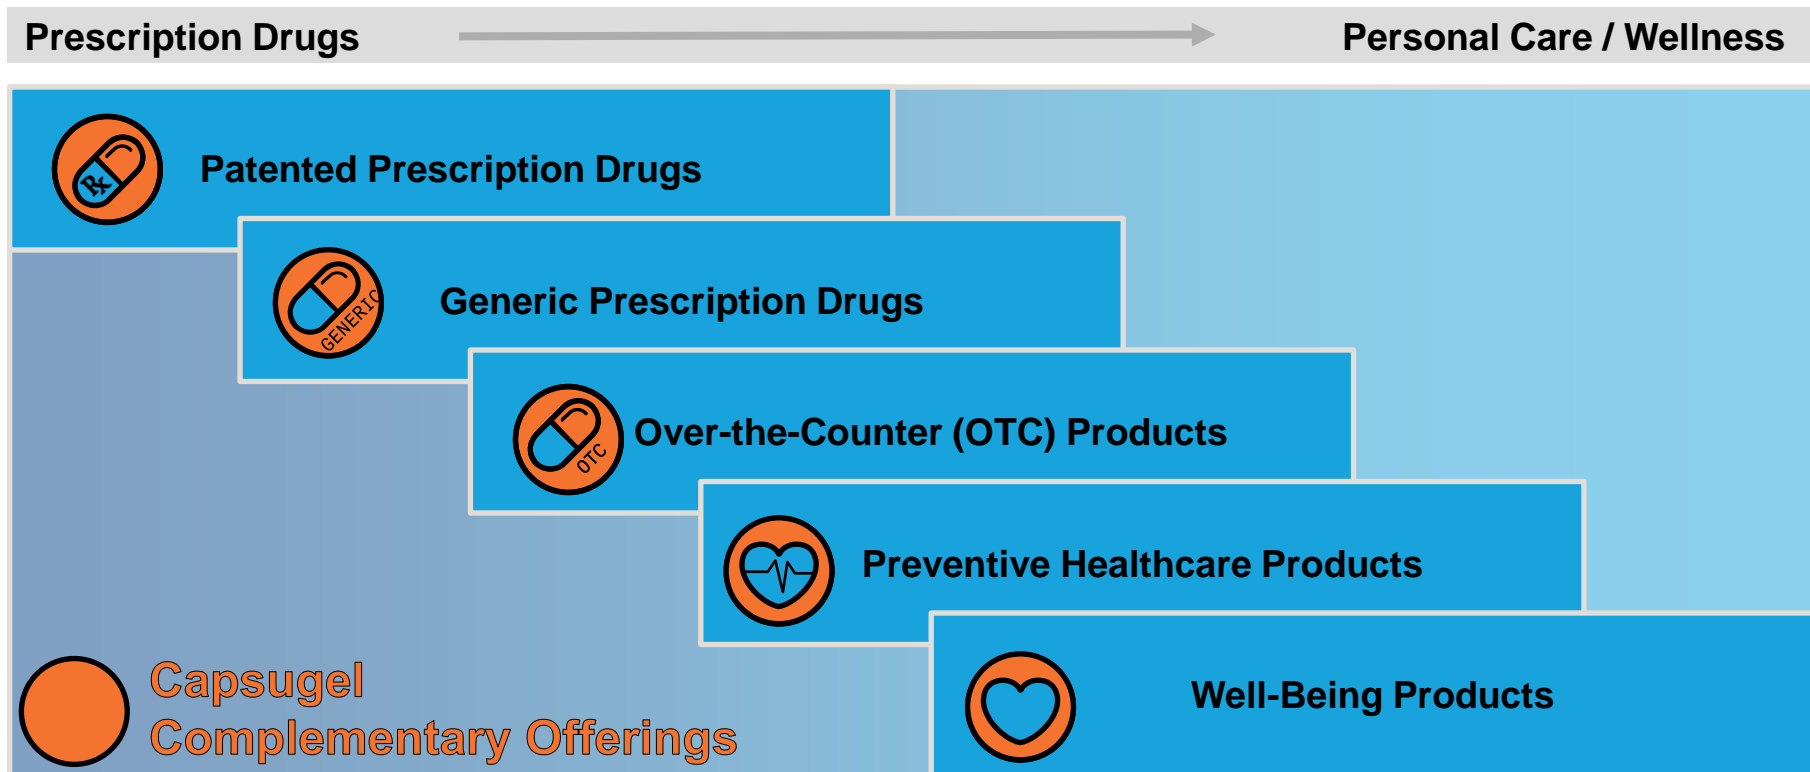 Prescription Drugs
Personal Care / Wellness
Patented Prescription Drugs
Rx
Generic Prescription Drugs
GENERIC
Over-the-Counter (OTC) Products
OTC
Preventive Healthcare Products
Well-Being Products
Capsugel
Complementary Offerings